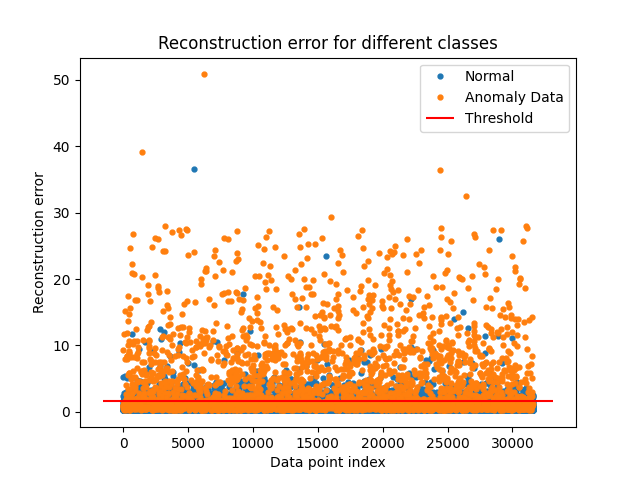 Reconstruction error for different classes
Normal
Anomaly Data
Threshold
Reconstruction error
50
40
30
20
10
0
0
5000
10000
15000
20000
25000
30000
Data point index